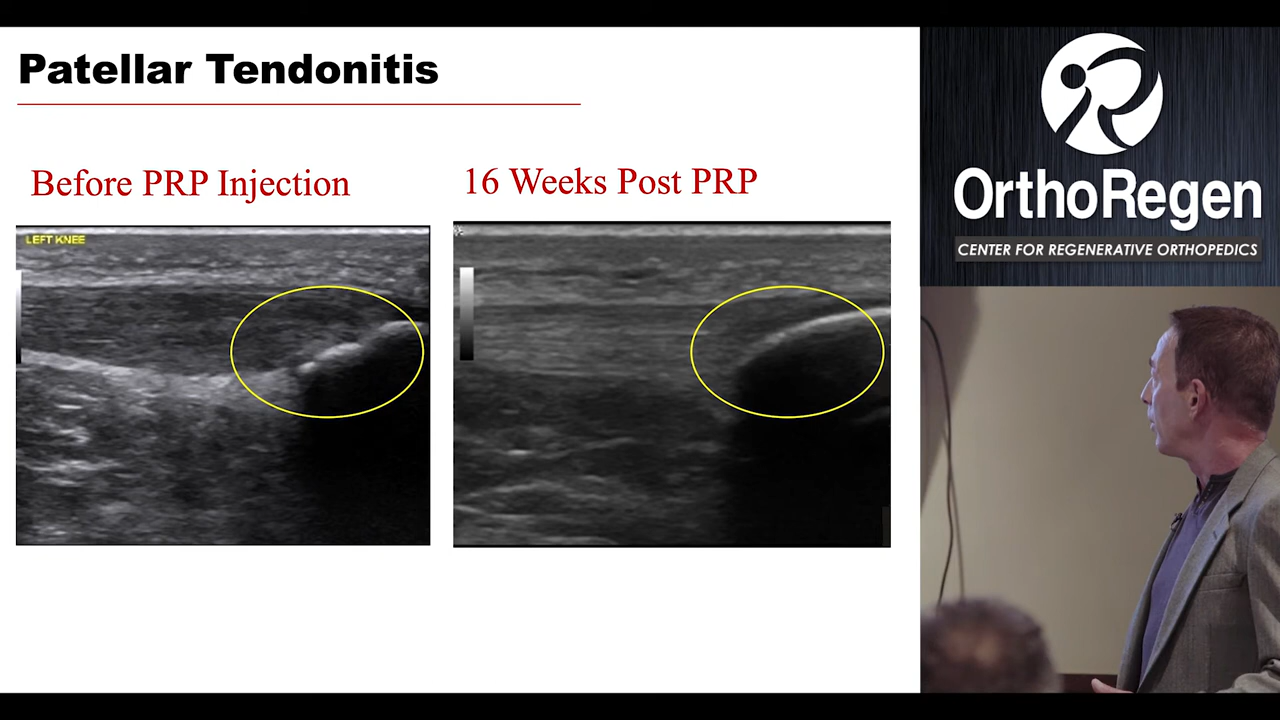 Patellar Tendonitis
Before PRP Injection
16 Weeks Post PRP
LEFT KNEE
OrthoRegen
CENTER FOR REGENERATIVE ORTHOPEDICS